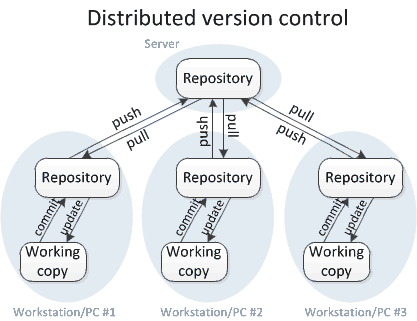 Distributed version control
Server
Repository
push
pull
push
pull
pull
push
Repository
Repository
Repository
commit
update
commit
update
commit
update
Working
copy
Working
copy
Working
copy
Workstation/PC #1
Workstation/PC #2
Workstation/PC #3